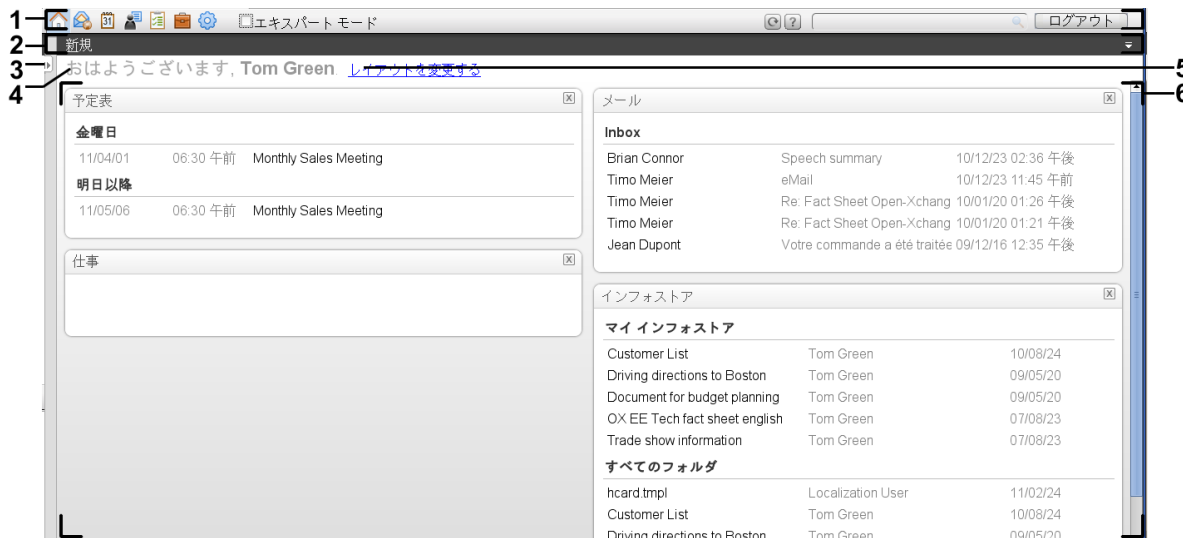 1
エキスパート モード
ログアウト
2
新規
3
おはようございます, Tom Green. レイアウトを変更する
5
4
6
予定表
金曜日
11/04/01 06:30 午前 Monthly Sales Meeting
明日以降
11/05/06 06:30 午前 Monthly Sales Meeting
仕事
メール
Inbox
Brian Connor Speech summary 10/12/23 02:36 午後
Timo Meier eMail 10/12/23 11:45 午前
Timo Meier Re: Fact Sheet Open-Xchang 10/01/20 01:26 午後
Timo Meier Re: Fact Sheet Open-Xchang 10/01/20 01:21 午後
Jean Dupont Votre commande a été traitée 09/12/16 12:35 午後
インフォストア
マイ インフォストア
Customer List Tom Green 10/08/24
Driving directions to Boston Tom Green 09/05/20
Document for budget planning Tom Green 09/05/20
OX EE Tech fact sheet english Tom Green 07/08/23
Trade show information Tom Green 07/08/23
すべてのフォルダ
hcard.tmpl Localization User 11/02/24
Customer List Tom Green 10/08/24
Driving directions to Boston Tom Green 09/05/20